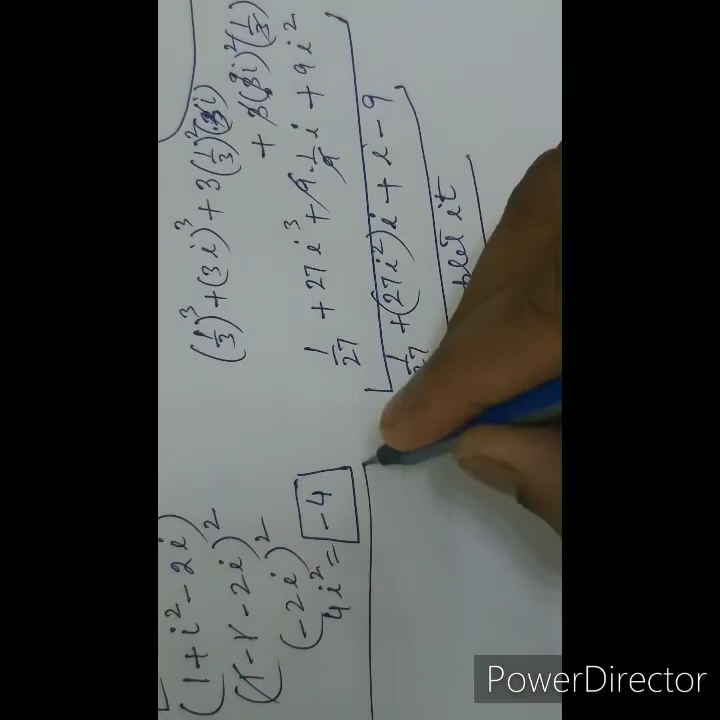 (1 + i² - 2i)²
(1 - 1 - 2i)²
(-2i)²
4i² = -4
(1/3)³ + (3i)³ + 3(1/3)²(3i)
+ 3(3i)²(1/3)
1/27 + 27i³ + 9·1/9 i + 9i²
1/27 + (27i²)i + i - 9
it
PowerDirector